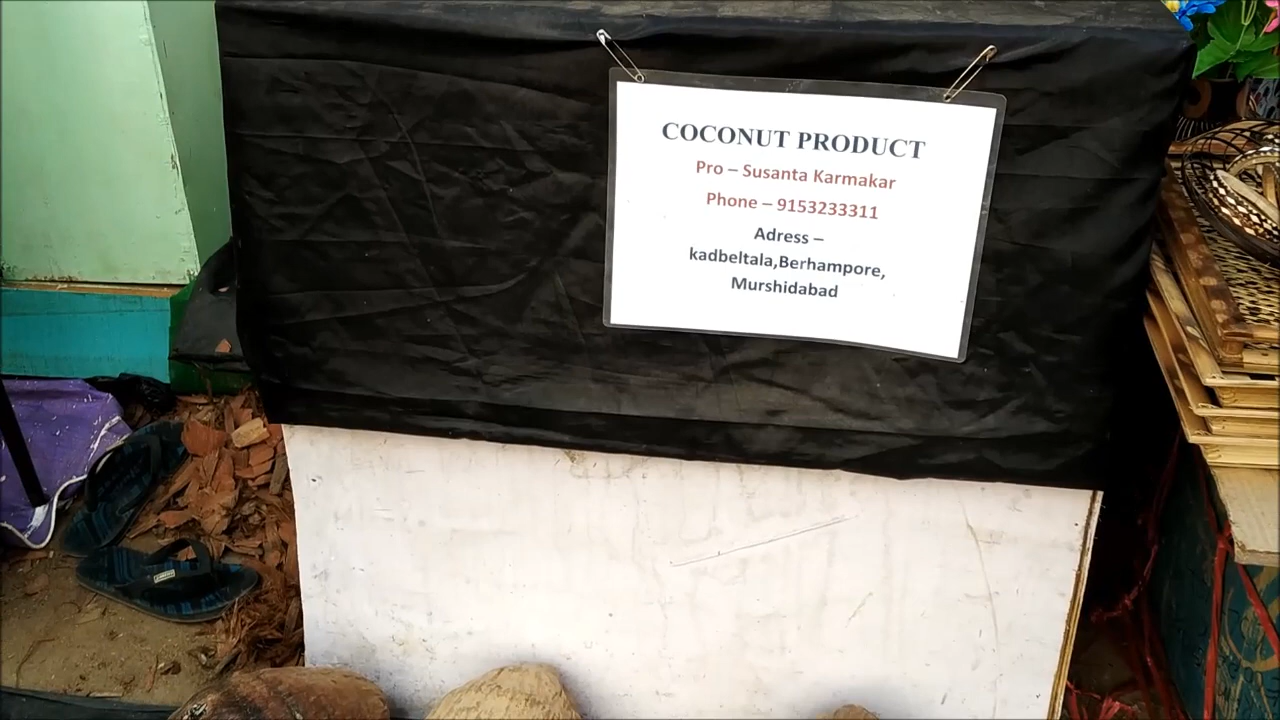 COCONUT PRODUCT
Pro – Susanta Karmakar
Phone – 9153233311
Adress –
kadbeltala,Berhampore,
Murshidabad